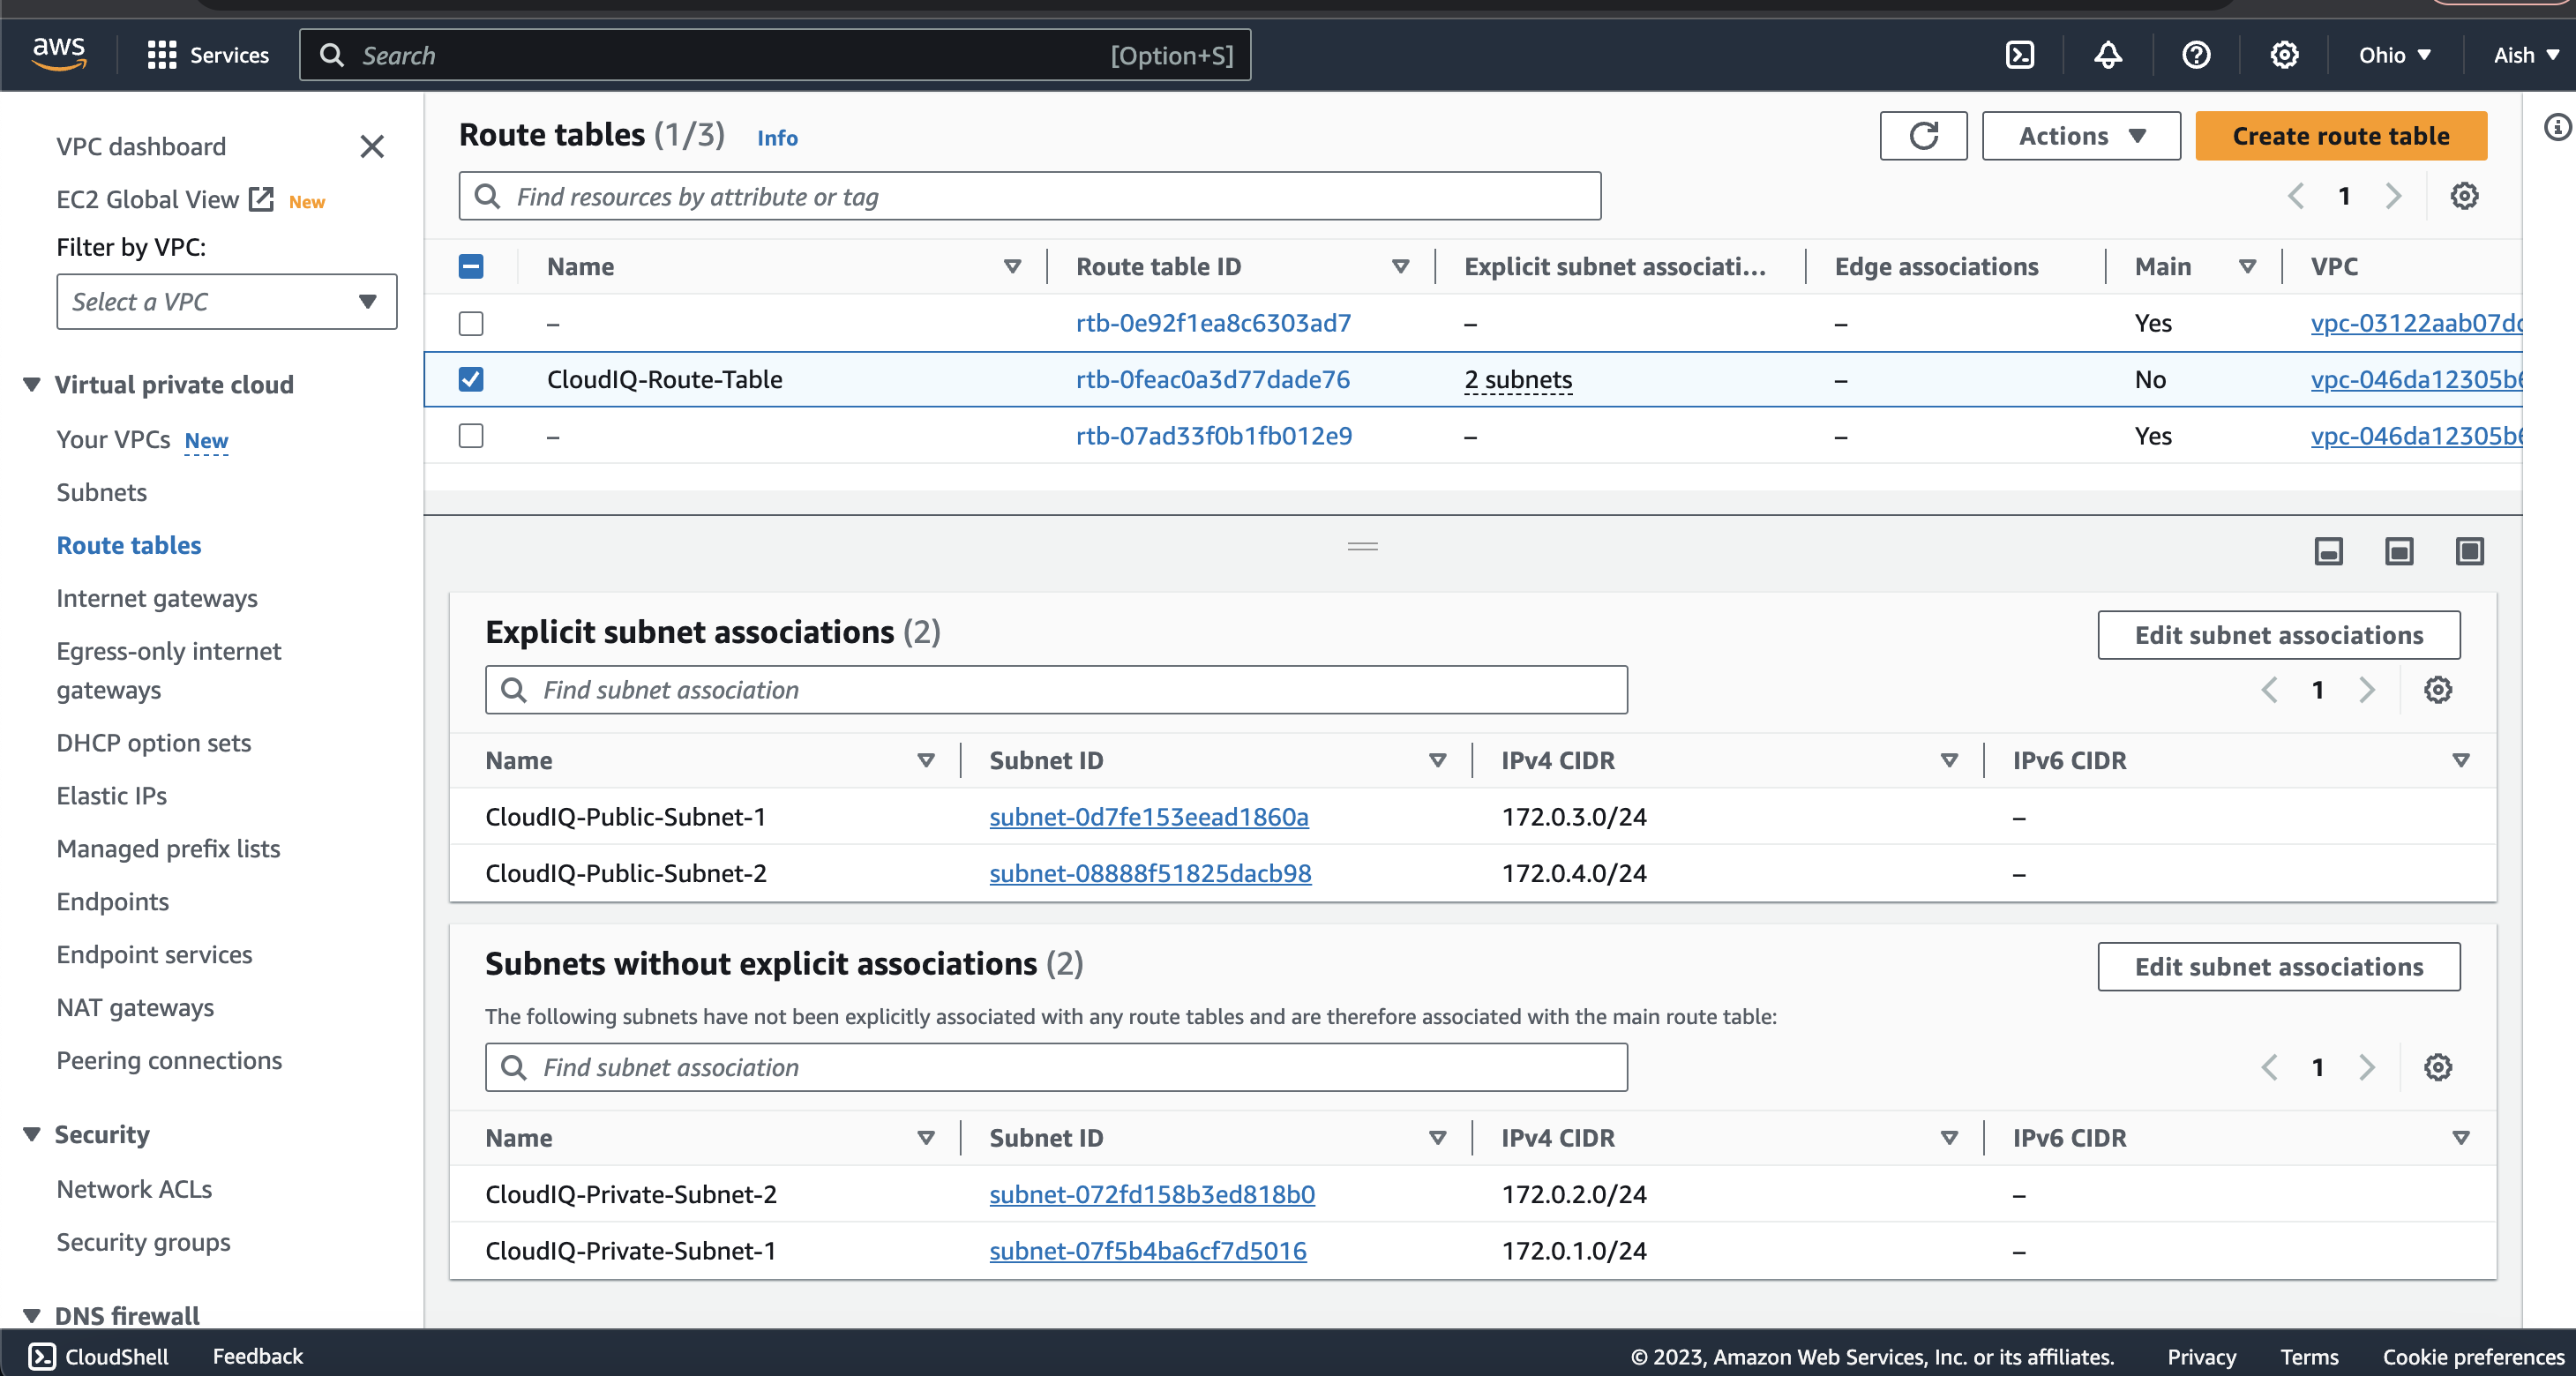 aws
Services
Search [Option+S]
Ohio ▼
Aish ▼
VPC dashboard
EC2 Global View New
Filter by VPC:
Select a VPC
Virtual private cloud
Your VPCs New
Subnets
Route tables
Internet gateways
Egress-only internet
gateways
DHCP option sets
Elastic IPs
Managed prefix lists
Endpoints
Endpoint services
NAT gateways
Peering connections
Security
Network ACLs
Security groups
DNS firewall
Route tables (1/3) Info
Actions ▼
Create route table
Find resources by attribute or tag
1
Name Route table ID Explicit subnet associati... Edge associations Main VPC
– rtb-0e92f1ea8c6303ad7 – – Yes vpc-03122aab07dc
CloudIQ-Route-Table rtb-0feac0a3d77dade76 2 subnets – No vpc-046da12305b6
– rtb-07ad33f0b1fb012e9 – – Yes vpc-046da12305b6
Explicit subnet associations (2)
Edit subnet associations
Find subnet association
1
Name Subnet ID IPv4 CIDR IPv6 CIDR
CloudIQ-Public-Subnet-1 subnet-0d7fe153eead1860a 172.0.3.0/24 –
CloudIQ-Public-Subnet-2 subnet-08888f51825dacb98 172.0.4.0/24 –
Subnets without explicit associations (2)
Edit subnet associations
The following subnets have not been explicitly associated with any route tables and are therefore associated with the main route table:
Find subnet association
1
Name Subnet ID IPv4 CIDR IPv6 CIDR
CloudIQ-Private-Subnet-2 subnet-072fd158b3ed818b0 172.0.2.0/24 –
CloudIQ-Private-Subnet-1 subnet-07f5b4ba6cf7d5016 172.0.1.0/24 –
CloudShell Feedback © 2023, Amazon Web Services, Inc. or its affiliates. Privacy Terms Cookie preferences